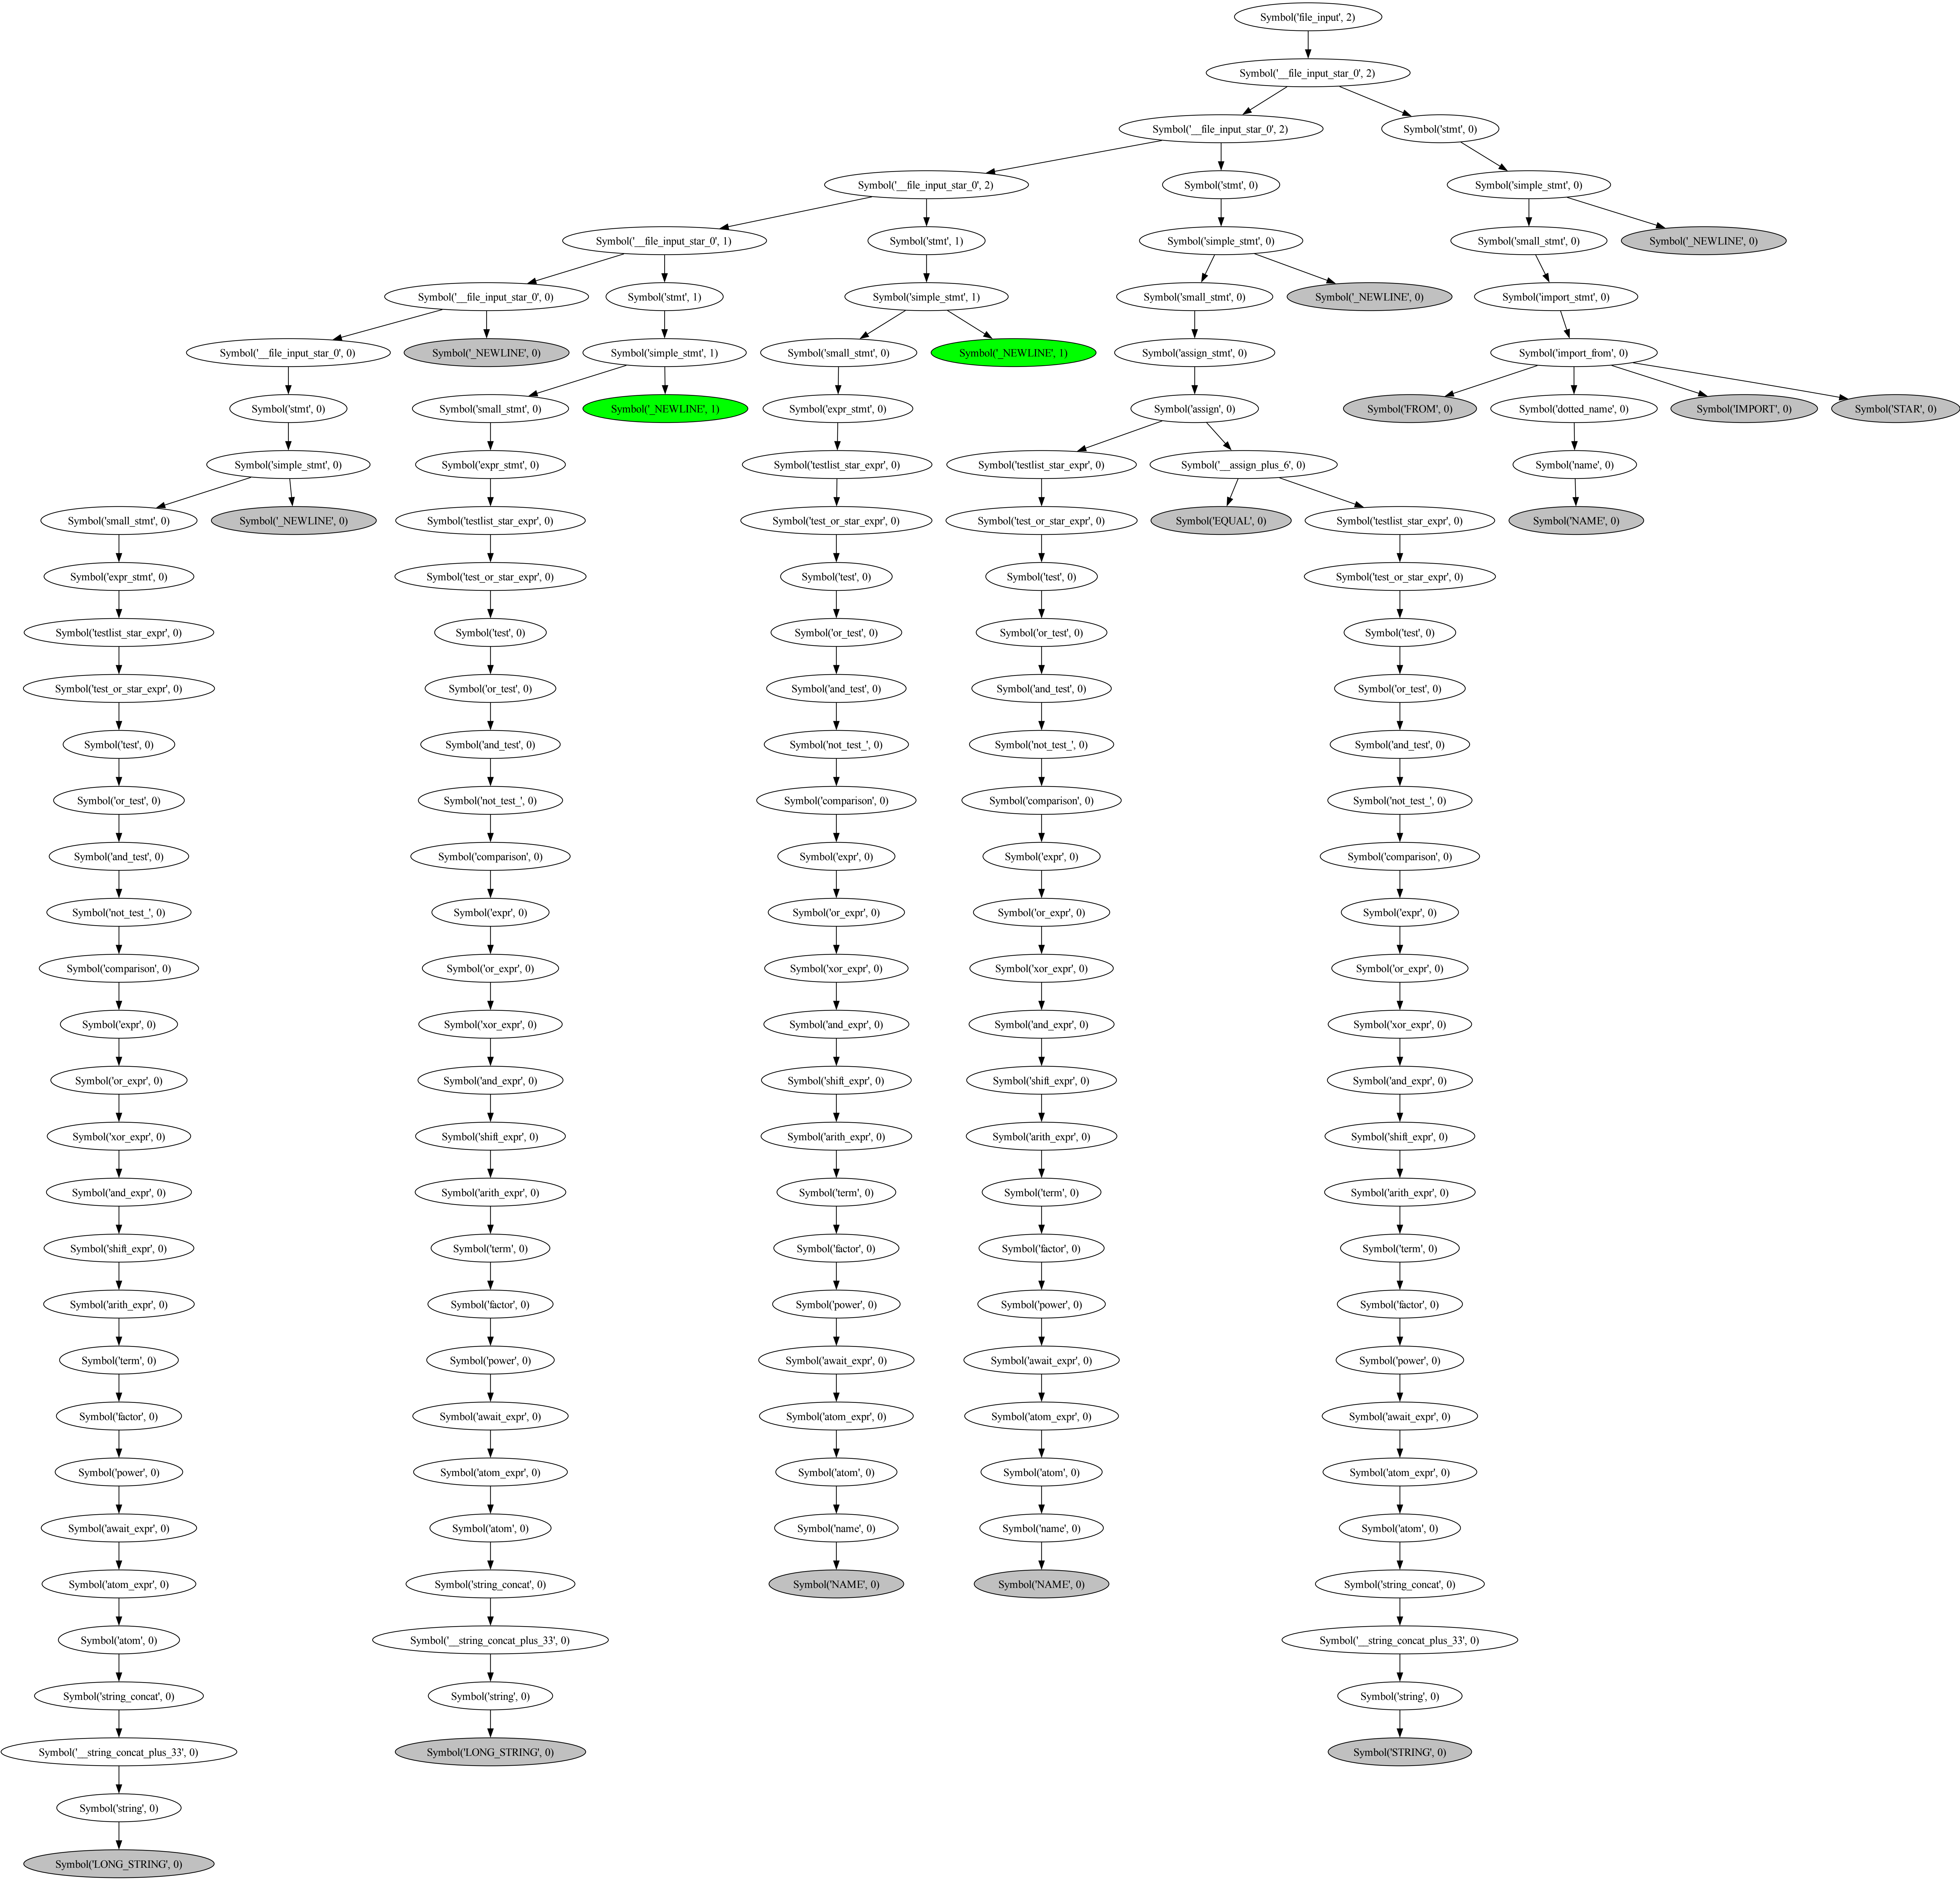 Symbol('file_input', 2)
Symbol('__file_input_star_0', 2)
Symbol('__file_input_star_0', 2) Symbol('stmt', 0)
Symbol('__file_input_star_0', 2) Symbol('stmt', 0) Symbol('simple_stmt', 0)
Symbol('__file_input_star_0', 1) Symbol('stmt', 1) Symbol('simple_stmt', 0) Symbol('small_stmt', 0) Symbol('_NEWLINE', 0)
Symbol('__file_input_star_0', 0) Symbol('stmt', 1) Symbol('simple_stmt', 1) Symbol('small_stmt', 0) Symbol('_NEWLINE', 0) Symbol('import_stmt', 0)
Symbol('__file_input_star_0', 0) Symbol('_NEWLINE', 0) Symbol('simple_stmt', 1) Symbol('small_stmt', 0) Symbol('_NEWLINE', 1) Symbol('assign_stmt', 0) Symbol('import_from', 0)
Symbol('stmt', 0) Symbol('small_stmt', 0) Symbol('_NEWLINE', 1) Symbol('expr_stmt', 0) Symbol('assign', 0) Symbol('FROM', 0) Symbol('dotted_name', 0) Symbol('IMPORT', 0) Symbol('STAR', 0)
Symbol('simple_stmt', 0) Symbol('expr_stmt', 0) Symbol('testlist_star_expr', 0) Symbol('testlist_star_expr', 0) Symbol('__assign_plus_6', 0) Symbol('name', 0)
Symbol('small_stmt', 0) Symbol('_NEWLINE', 0) Symbol('testlist_star_expr', 0) Symbol('test_or_star_expr', 0) Symbol('test_or_star_expr', 0) Symbol('EQUAL', 0) Symbol('testlist_star_expr', 0) Symbol('NAME', 0)
Symbol('expr_stmt', 0) Symbol('test_or_star_expr', 0) Symbol('test', 0) Symbol('test', 0) Symbol('test_or_star_expr', 0)
Symbol('testlist_star_expr', 0) Symbol('test', 0) Symbol('or_test', 0) Symbol('or_test', 0) Symbol('test', 0)
Symbol('test_or_star_expr', 0) Symbol('or_test', 0) Symbol('and_test', 0) Symbol('and_test', 0) Symbol('or_test', 0)
Symbol('test', 0) Symbol('and_test', 0) Symbol('not_test_', 0) Symbol('not_test_', 0) Symbol('and_test', 0)
Symbol('or_test', 0) Symbol('not_test_', 0) Symbol('comparison', 0) Symbol('comparison', 0) Symbol('not_test_', 0)
Symbol('and_test', 0) Symbol('comparison', 0) Symbol('expr', 0) Symbol('expr', 0) Symbol('comparison', 0)
Symbol('not_test_', 0) Symbol('expr', 0) Symbol('or_expr', 0) Symbol('or_expr', 0) Symbol('expr', 0)
Symbol('comparison', 0) Symbol('or_expr', 0) Symbol('xor_expr', 0) Symbol('xor_expr', 0) Symbol('or_expr', 0)
Symbol('expr', 0) Symbol('xor_expr', 0) Symbol('and_expr', 0) Symbol('and_expr', 0) Symbol('xor_expr', 0)
Symbol('or_expr', 0) Symbol('and_expr', 0) Symbol('shift_expr', 0) Symbol('shift_expr', 0) Symbol('and_expr', 0)
Symbol('xor_expr', 0) Symbol('shift_expr', 0) Symbol('arith_expr', 0) Symbol('arith_expr', 0) Symbol('shift_expr', 0)
Symbol('and_expr', 0) Symbol('arith_expr', 0) Symbol('term', 0) Symbol('term', 0) Symbol('arith_expr', 0)
Symbol('shift_expr', 0) Symbol('term', 0) Symbol('factor', 0) Symbol('factor', 0) Symbol('term', 0)
Symbol('arith_expr', 0) Symbol('factor', 0) Symbol('power', 0) Symbol('power', 0) Symbol('factor', 0)
Symbol('term', 0) Symbol('power', 0) Symbol('await_expr', 0) Symbol('await_expr', 0) Symbol('power', 0)
Symbol('factor', 0) Symbol('await_expr', 0) Symbol('atom_expr', 0) Symbol('atom_expr', 0) Symbol('await_expr', 0)
Symbol('power', 0) Symbol('atom_expr', 0) Symbol('atom', 0) Symbol('atom', 0) Symbol('atom_expr', 0)
Symbol('await_expr', 0) Symbol('atom', 0) Symbol('name', 0) Symbol('name', 0) Symbol('atom', 0)
Symbol('atom_expr', 0) Symbol('string_concat', 0) Symbol('NAME', 0) Symbol('NAME', 0) Symbol('string_concat', 0)
Symbol('atom', 0) Symbol('__string_concat_plus_33', 0) Symbol('__string_concat_plus_33', 0)
Symbol('string_concat', 0) Symbol('string', 0) Symbol('string', 0)
Symbol('__string_concat_plus_33', 0) Symbol('LONG_STRING', 0) Symbol('STRING', 0)
Symbol('string', 0)
Symbol('LONG_STRING', 0)